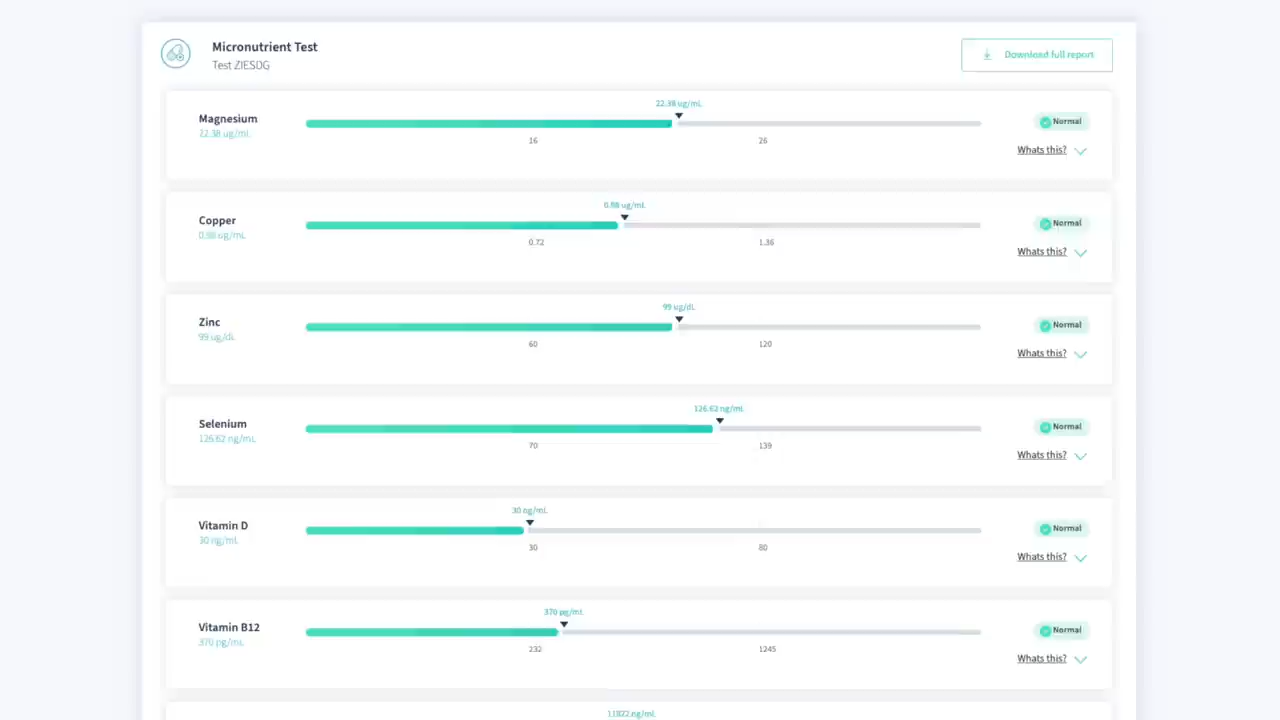 Micronutrient Test
Test ZIESDG
Download full report
22.38 ug/mL
Magnesium
22.38 ug/mL
Normal
16 26
Whats this?
0.98 ug/mL
Copper
0.98 ug/mL
Normal
0.72 1.36
Whats this?
99 ug/dL
Zinc
99 ug/dL
Normal
60 120
Whats this?
126.62 ng/mL
Selenium
126.62 ng/mL
Normal
70 139
Whats this?
30 ng/mL
Vitamin D
30 ng/mL
Normal
30 80
Whats this?
370 pg/mL
Vitamin B12
370 pg/mL
Normal
232 1245
Whats this?